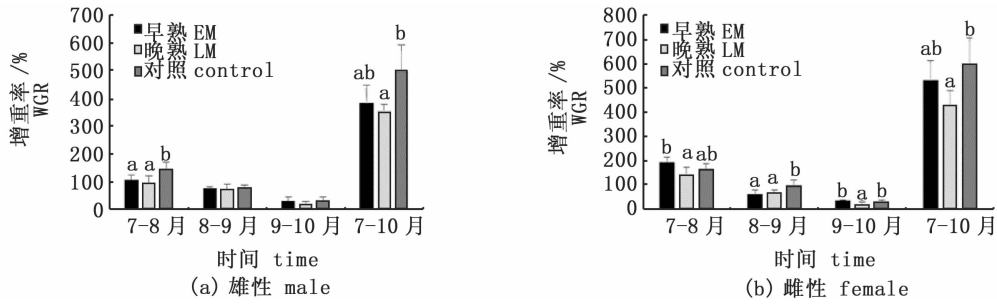 700
600
500
400
300
200
100
0
增重率 /%
WGR
早熟 EM
晚熟 LM
对照 control
a a b
ab a b
7-8 月 8-9 月 9-10 月 7-10 月
时间 time
(a) 雄性 male
800
700
600
500
400
300
200
100
0
增重率 /%
WGR
早熟 EM
晚熟 LM
对照 control
b a ab
a a b
b a b
ab a b
7-8 月 8-9 月 9-10 月 7-10 月
时间 time
(b) 雌性 female